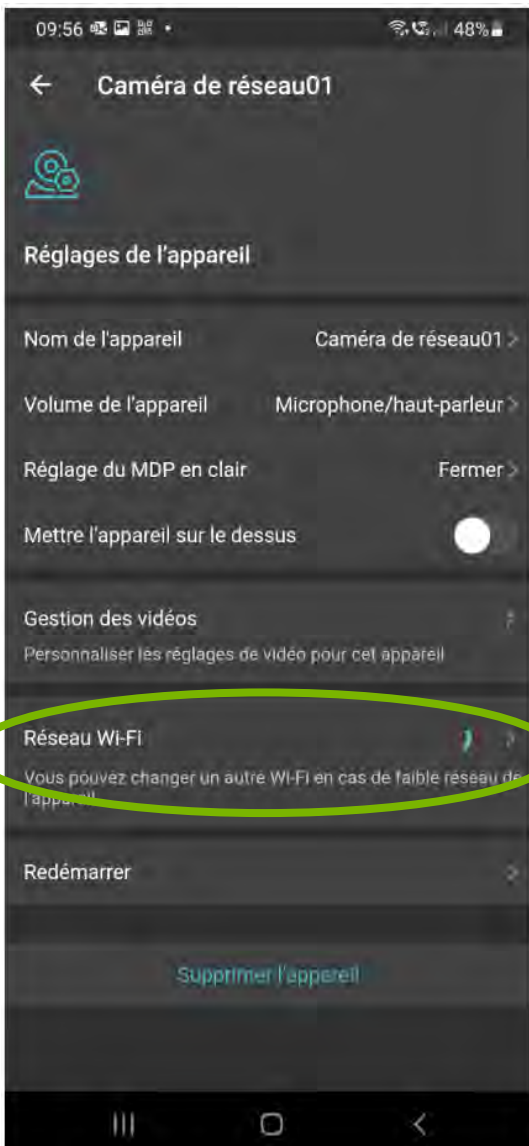 09:56 48%
Caméra de réseau01
Réglages de l'appareil
Nom de l'appareil Caméra de réseau01
Volume de l'appareil Microphone/haut-parleur
Réglage du MDP en clair Fermer
Mettre l'appareil sur le dessus
Gestion des vidéos
Personnaliser les réglages de vidéo pour cet appareil
Réseau Wi-Fi
Vous pouvez changer un autre Wi-Fi en cas de faible réseau de
l'appareil
Redémarrer
Supprimer l'appareil